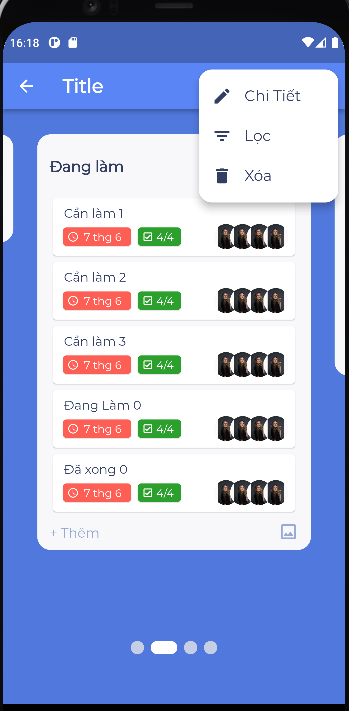 16:18
Title
Chi Tiết
Lọc
Xóa
Đang làm
Cần làm 1
7 thg 6 4/4
Cần làm 2
7 thg 6 4/4
Cần làm 3
7 thg 6 4/4
Đang Làm 0
7 thg 6 4/4
Đã xong 0
7 thg 6 4/4
+ Thêm